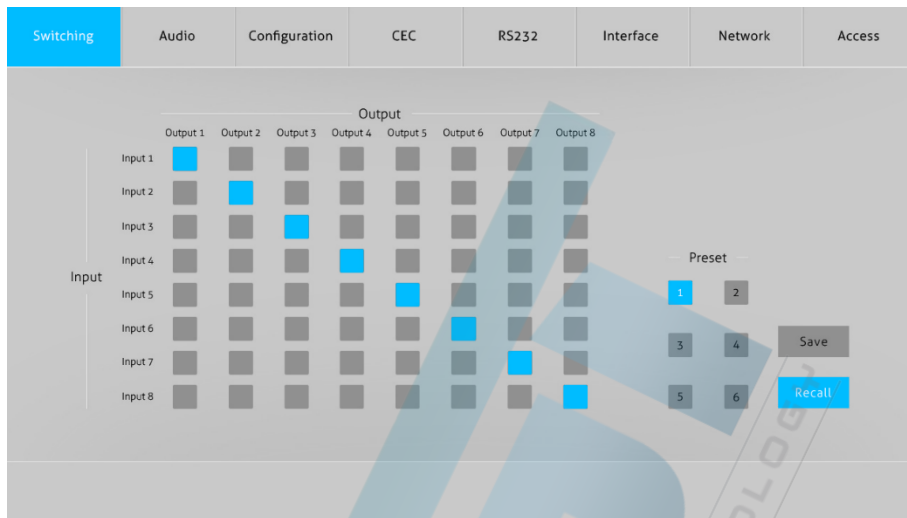 Switching Audio Configuration CEC RS232 Interface Network Access
Output
Output 1 Output 2 Output 3 Output 4 Output 5 Output 6 Output 7 Output 8
Input 1
Input 2
Input 3
Input 4
Input
Input 5
Input 6
Input 7
Input 8
Preset
1 2
3 4
5 6
Save
Recall